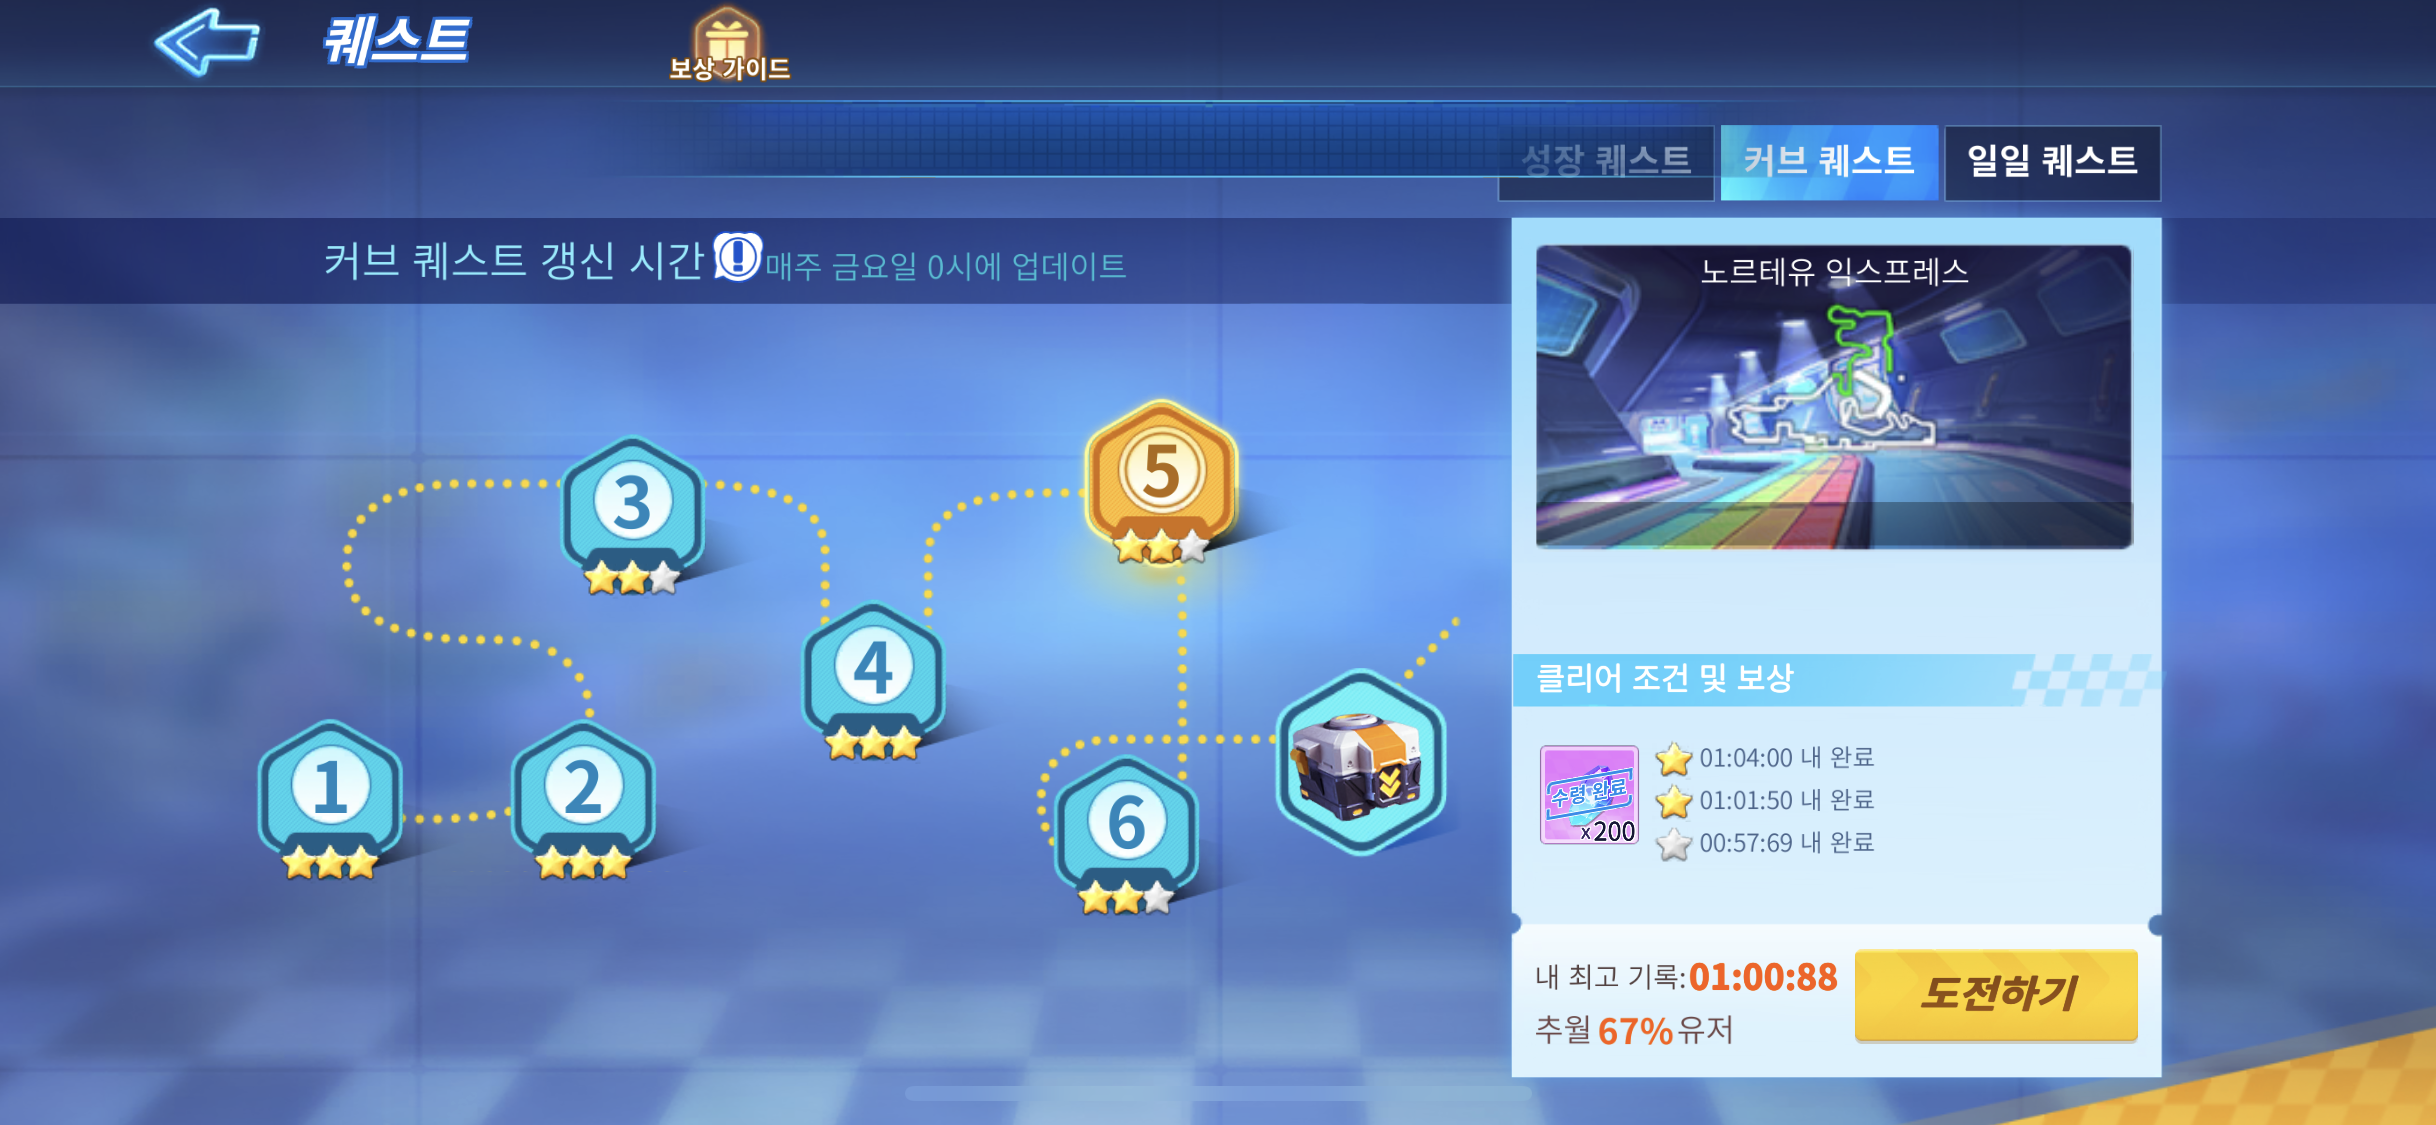 퀘스트
보상 가이드
성장 퀘스트
커브 퀘스트
일일 퀘스트
커브 퀘스트 갱신 시간
매주 금요일 0시에 업데이트
노르테유 익스프레스
3
5
4
1
2
6
클리어 조건 및 보상
수령 완료
x200
01:04:00 내 완료
01:01:50 내 완료
00:57:69 내 완료
내 최고 기록:01:00:88
추월 67% 유저
도전하기